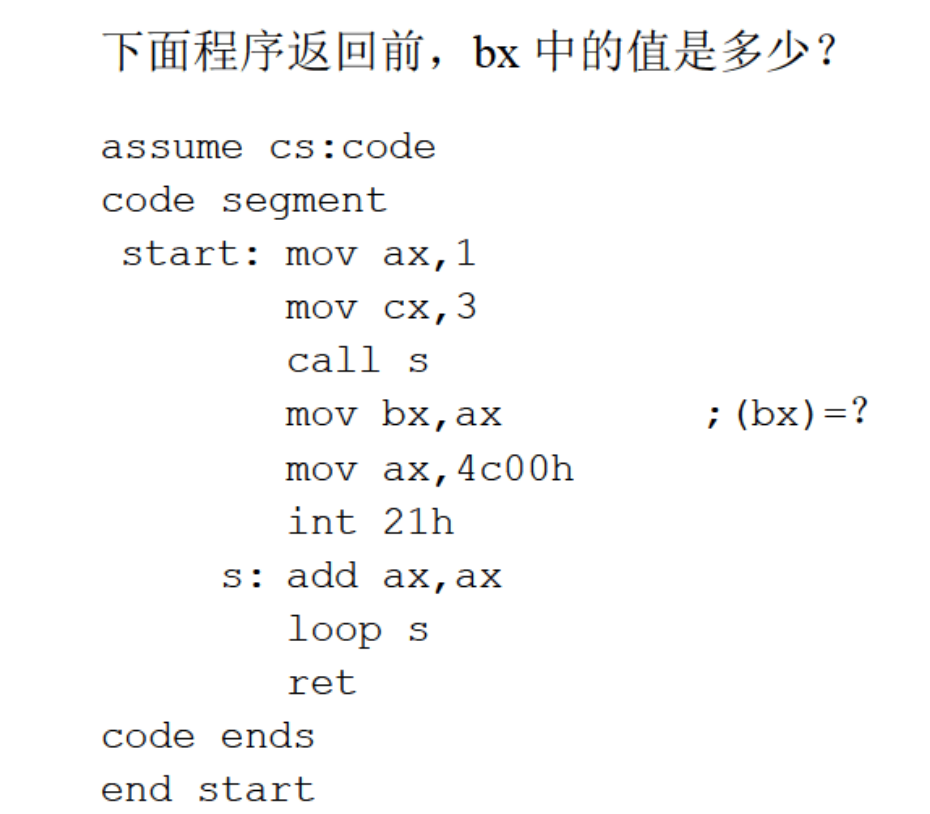 下面程序返回前，bx 中的值是多少？
assume cs:code
code segment
start: mov ax,1
mov cx,3
call s
mov bx,ax ;(bx)=?
mov ax,4c00h
int 21h
s: add ax,ax
loop s
ret
code ends
end start